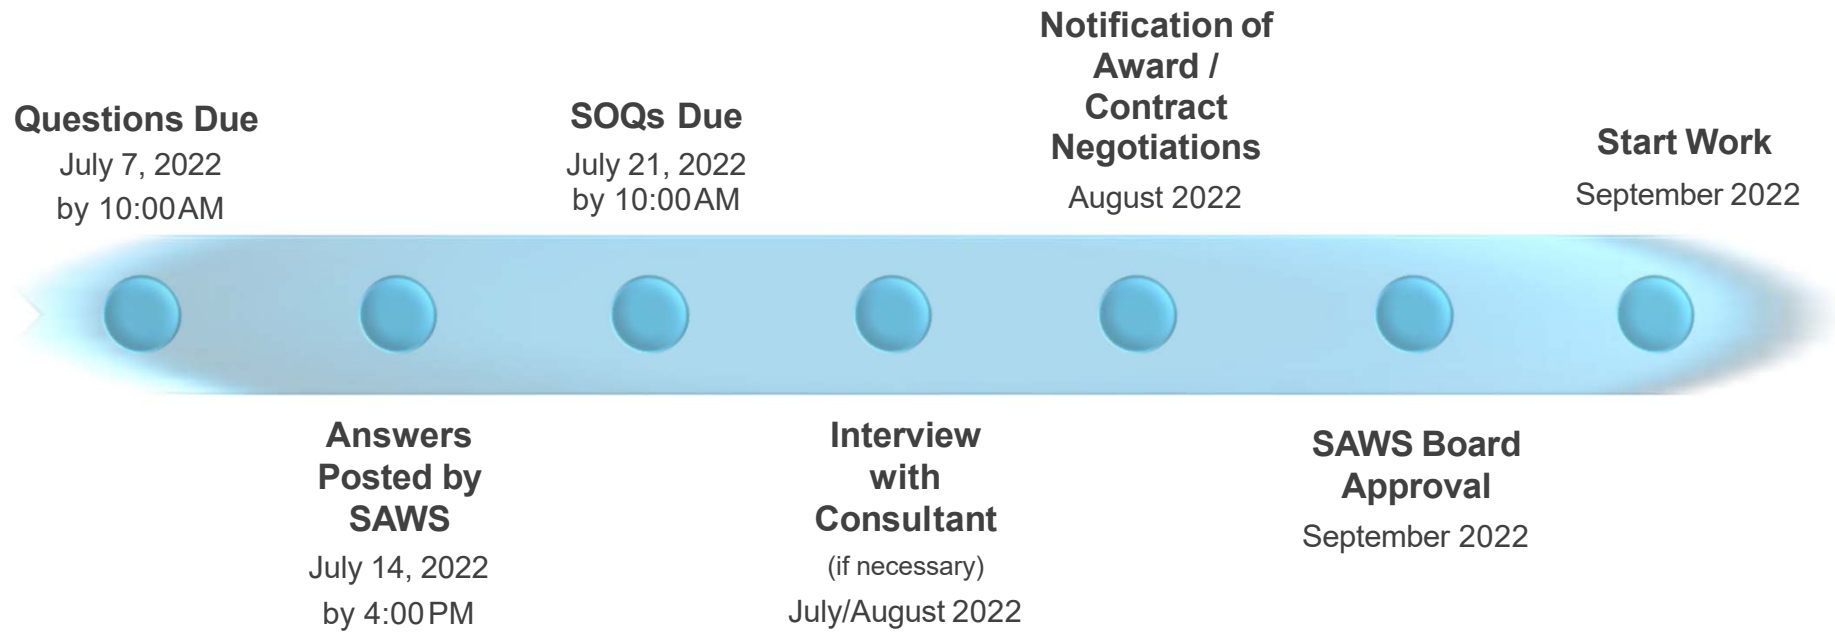 Questions Due
July 7, 2022
by 10:00AM
Answers
Posted by
SAWS
July 14, 2022
by 4:00PM
SOQs Due
July 21, 2022
by 10:00AM
Interview
with
Consultant
(if necessary)
July/August 2022
Notification of
Award /
Contract
Negotiations
August 2022
SAWS Board
Approval
September 2022
Start Work
September 2022